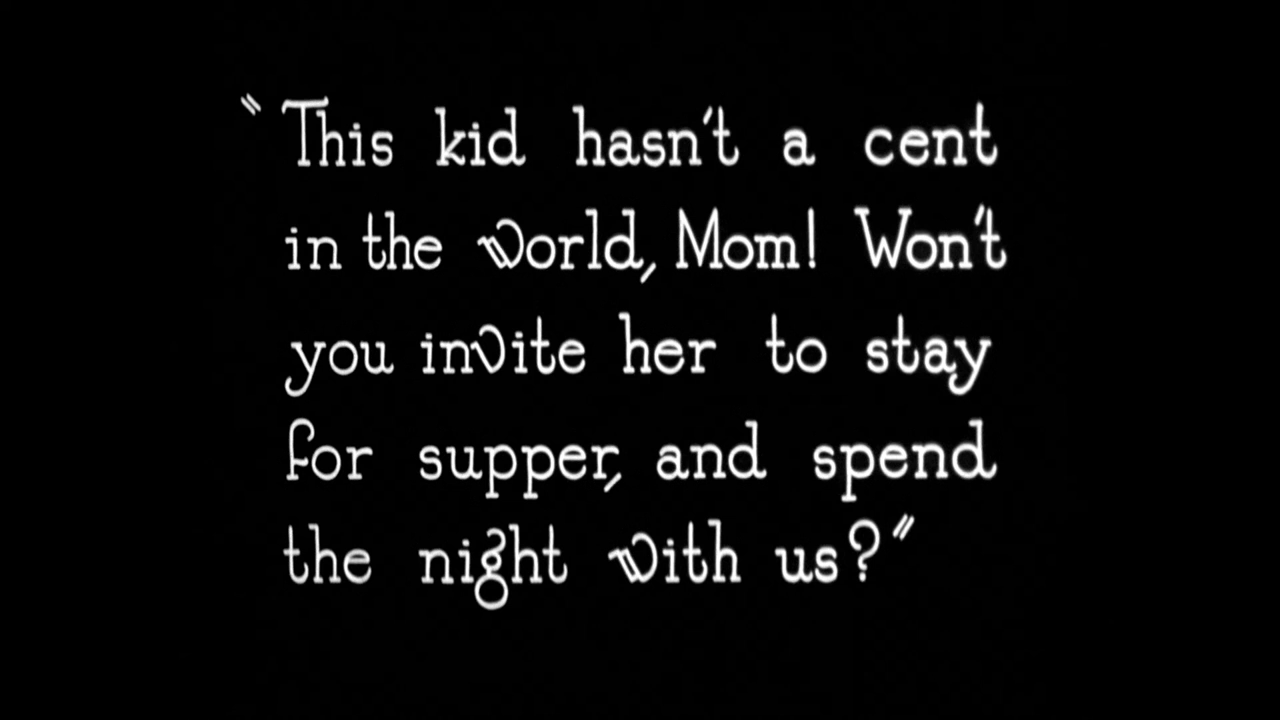 "This kid hasn't a cent
in the world, Mom! Won't
you invite her to stay
for supper, and spend
the night with us?"